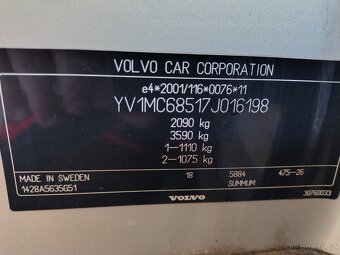 VOLVO CAR CORPORATION
e4*2001/116*0076*11
YV1MC68517J016198
2090 kg
3590 kg
1-1110 kg
2-1075 kg
MADE IN SWEDEN 18 5884 475-26
1428A5635G51 SUMMUM
VOLVO 30760033